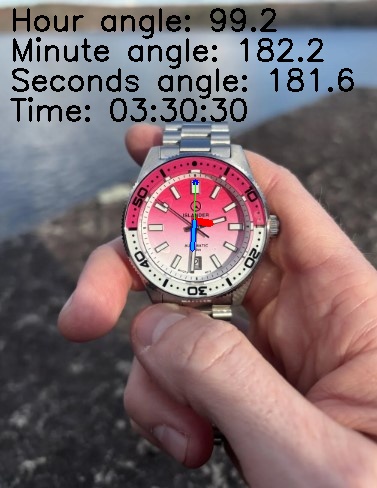 Hour angle: 99.2
Minute angle: 182.2
Seconds angle: 181.6
Time: 03:30:30
50
ISLANDER
AUTOMATIC
40
30
20